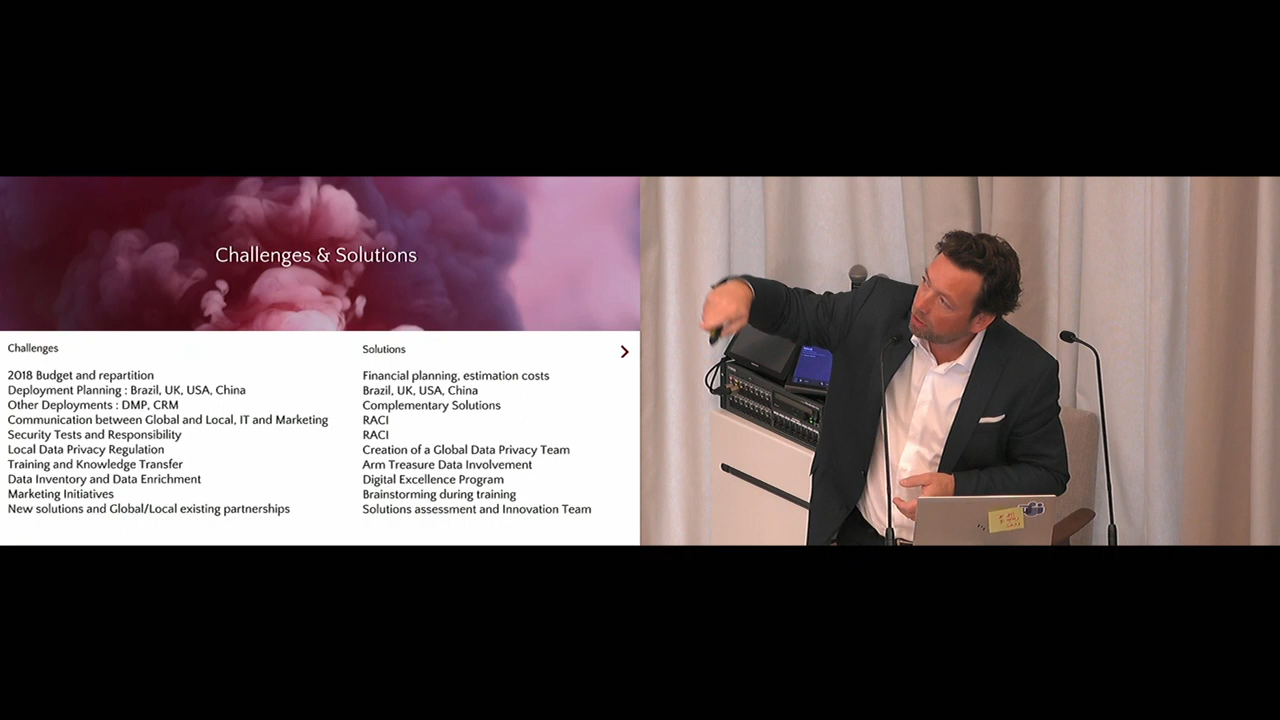 Challenges & Solutions
Challenges
2018 Budget and repartition
Deployment Planning : Brazil, UK, USA, China
Other Deployments : DMP, CRM
Communication between Global and Local, IT and Marketing
Security Tests and Responsibility
Local Data Privacy Regulation
Training and Knowledge Transfer
Data Inventory and Data Enrichment
Marketing Initiatives
New solutions and Global/Local existing partnerships
Solutions
Financial planning, estimation costs
Brazil, UK, USA, China
Complementary Solutions
RACI
RACI
Creation of a Global Data Privacy Team
Arm Treasure Data Involvement
Digital Excellence Program
Brainstorming during training
Solutions assessment and Innovation Team